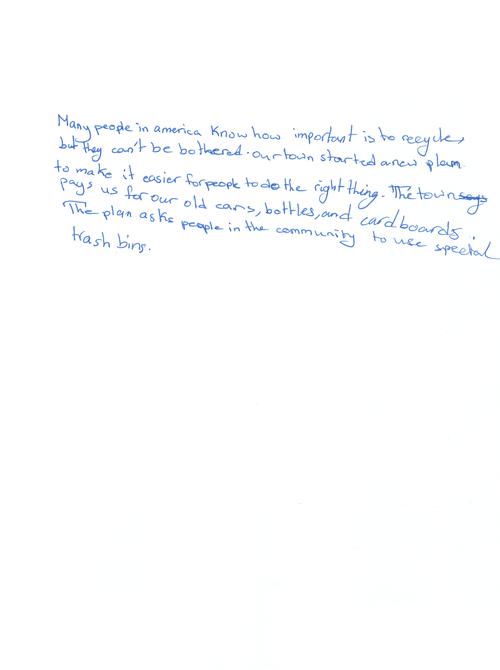 Many people in america Know how important is to recycle,
but they can't be bothered. our town started a new plan
to make it easier for people to do the right thing. The town says
pays us for our old cans, bottles, and cardboards.
The plan asks people in the community to use special
trash bins.